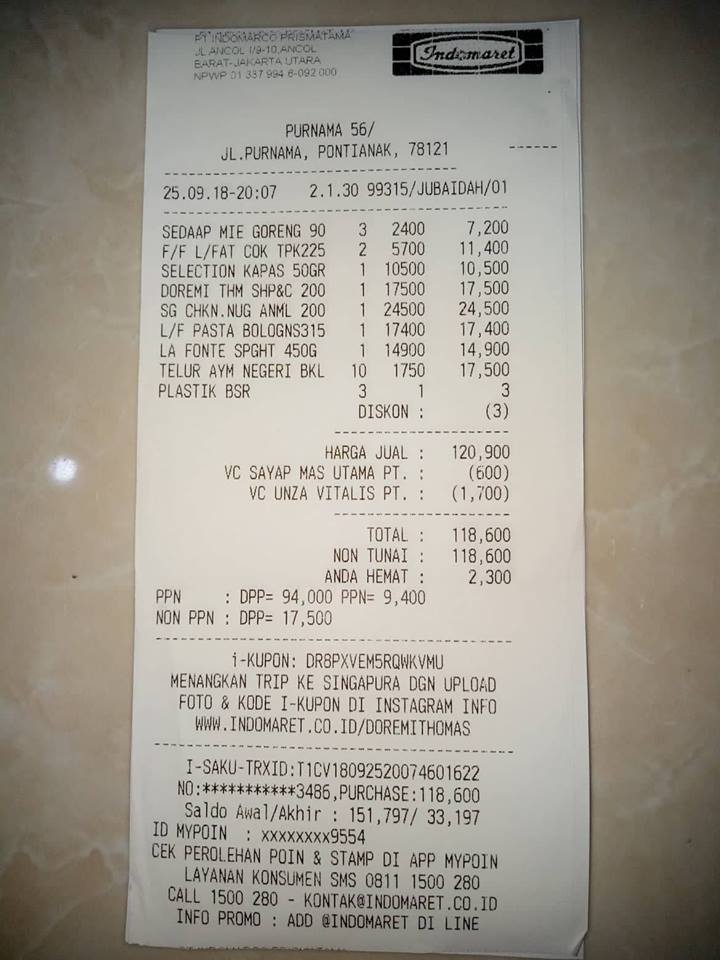 PT INDOMARCO PRISMATAMA
JL.ANCOL I/9-10,ANCOL
BARAT-JAKARTA UTARA
NPWP 01 337 994 6-092 000
Indomaret
PURNAMA 56/
JL.PURNAMA, PONTIANAK, 78121
25.09.18-20:07 2.1.30 99315/JUBAIDAH/01
SEDAAP MIE GORENG 90 3 2400 7,200
F/F L/FAT COK TPK225 2 5700 11,400
SELECTION KAPAS 50GR 1 10500 10,500
DOREMI THM SHP&C 200 1 17500 17,500
SG CHKN.NUG ANML 200 1 24500 24,500
L/F PASTA BOLOGNS315 1 17400 17,400
LA FONTE SPGHT 450G 1 14900 14,900
TELUR AYM NEGERI BKL 10 1750 17,500
PLASTIK BSR 3 1 3
DISKON : (3)
HARGA JUAL : 120,900
VC SAYAP MAS UTAMA PT. : (600)
VC UNZA VITALIS PT. : (1,700)
TOTAL : 118,600
NON TUNAI : 118,600
ANDA HEMAT : 2,300
PPN : DPP= 94,000 PPN= 9,400
NON PPN : DPP= 17,500
i-KUPON: DR8PXVEM5RQWKVMU
MENANGKAN TRIP KE SINGAPURA DGN UPLOAD
FOTO & KODE I-KUPON DI INSTAGRAM INFO
WWW.INDOMARET.CO.ID/DOREMITHOMAS
I-SAKU-TRXID:T1CV18092520074601622
NO:***********3486,PURCHASE:118,600
Saldo Awal/Akhir : 151,797/ 33,197
ID MYPOIN : xxxxxxxx9554
CEK PEROLEHAN POIN & STAMP DI APP MYPOIN
LAYANAN KONSUMEN SMS 0811 1500 280
CALL 1500 280 - KONTAK@INDOMARET.CO.ID
INFO PROMO : ADD @INDOMARET DI LINE